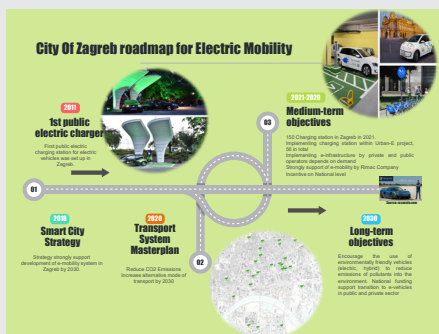 City Of Zagreb roadmap for Electric Mobility
2011
1st public
electric charger
First public electric
charging station for electric
vehicles was set up in
Zagreb.
03
2021-2025
Medium-term
objectives
150 Charging station in Zagreb in 2021.
Implementing charging station within Urban-E project,
56 in total
Implementing e-infrastructure by private and public
operators depends on demand
Strongly support of e-mobility by Rimac Company
Incentive on National level
01
2018
Smart City
Strategy
Strategy strongly support
development of e-mobility system in
Zagreb by 2030.
2020
Transport
System
Masterplan
Reduce CO2 Emissions
Increase alternative mode of
transport by 2030
02
2030
Long-term
objectives
Encourage the use of
environmentally friendly vehicles
(electric, hybrid) to reduce
emissions of pollutants into
the environment. National funding
support transition to e-vehicles
in public and private sector